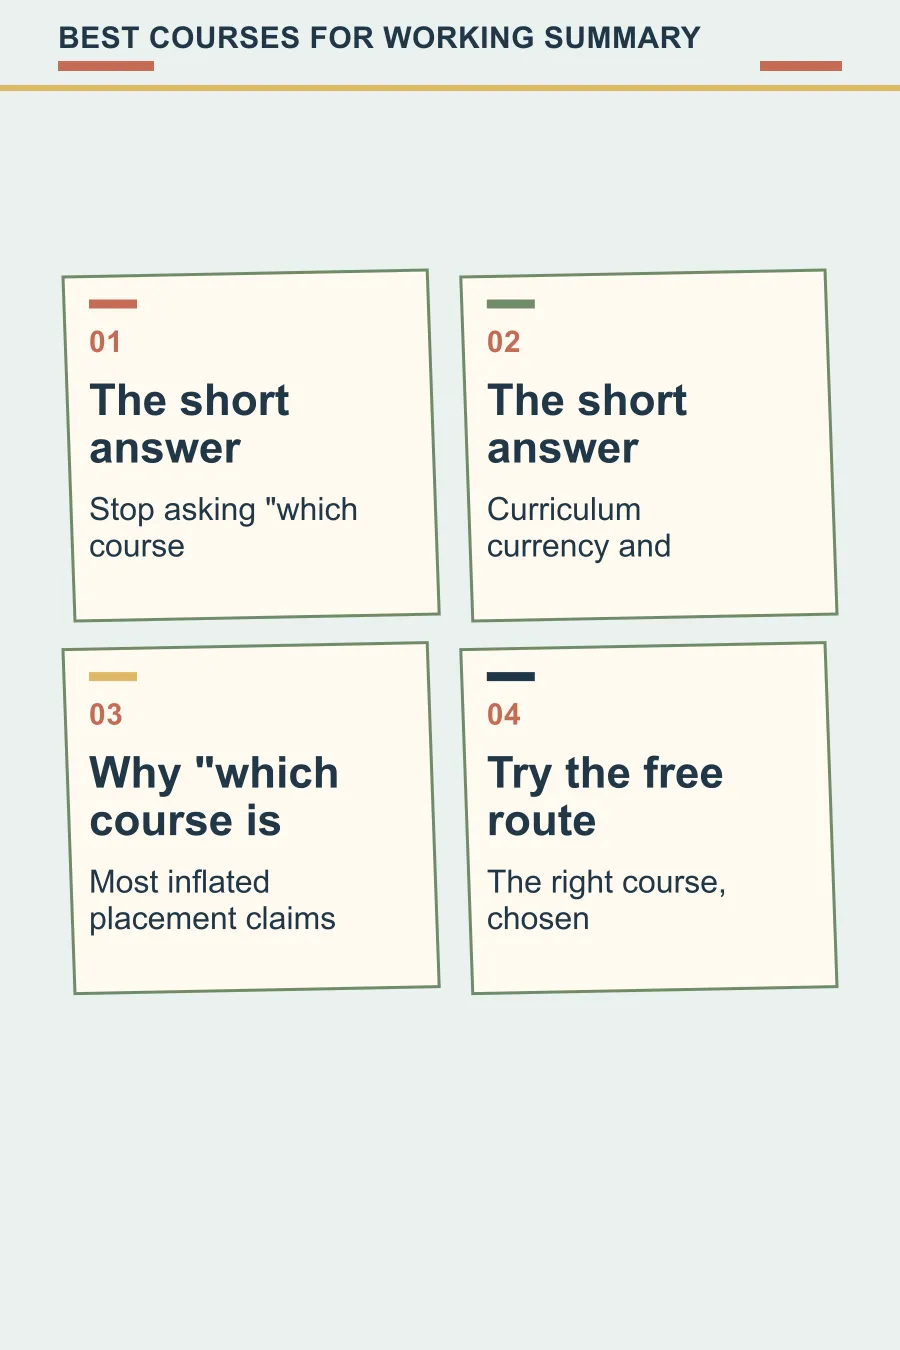 BEST COURSES FOR WORKING SUMMARY
01
The short
answer
Stop asking "which
course
02
The short
answer
Curriculum
currency and
03
Why "which
course is
Most inflated
placement claims
04
Try the free
route
The right course,
chosen